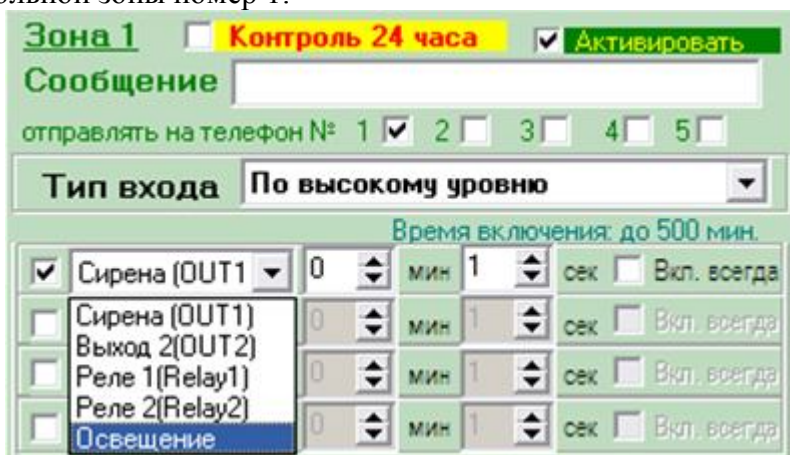 Зона 1 Контроль 24 часа Активировать
Сообщение
отправлять на телефон № 1 2 3 4 5
Тип входа По высокому уровню
Время включения: до 500 мин.
Сирена (OUT1 0 мин 1 сек Вкл. всегда
Сирена (OUT1) 0 мин 1 сек Вкл. всегда
Выход 2(OUT2)
Реле 1(Relay1) 0 мин 1 сек Вкл. всегда
Реле 2(Relay2)
Освещение 0 мин 1 сек Вкл. всегда